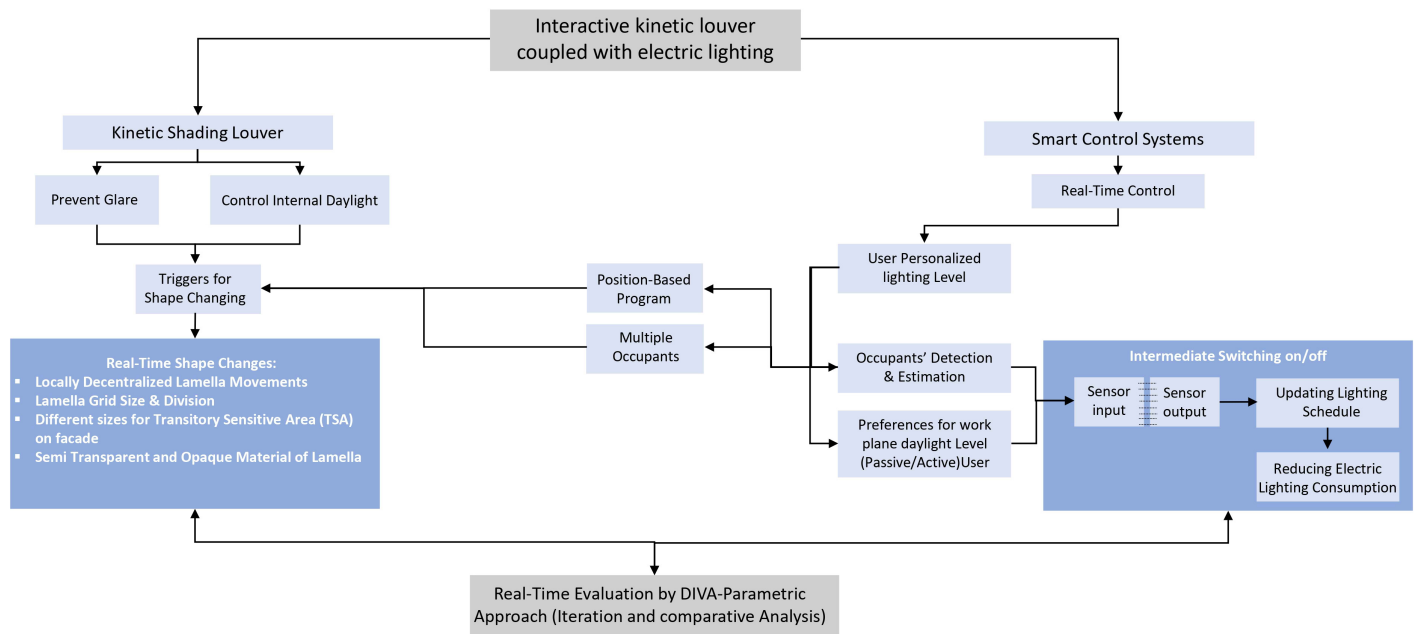 Interactive kinetic louver
coupled with electric lighting
Kinetic Shading Louver
Smart Control Systems
Prevent Glare
Control Internal Daylight
Real-Time Control
User Personalized
lighting Level
Triggers for
Shape Changing
Position-Based
Program
Multiple
Occupants
Occupants’ Detection
& Estimation
Preferences for work
plane daylight Level
(Passive/Active)User
Real-Time Shape Changes:
▪ Locally Decentralized Lamella Movements
▪ Lamella Grid Size & Division
▪ Different sizes for Transitory Sensitive Area (TSA)
on facade
▪ Semi Transparent and Opaque Material of Lamella
Intermediate Switching on/off
Sensor
input
Sensor
output
Updating Lighting
Schedule
Reducing Electric
Lighting Consumption
Real-Time Evaluation by DIVA-Parametric
Approach (Iteration and comparative Analysis)